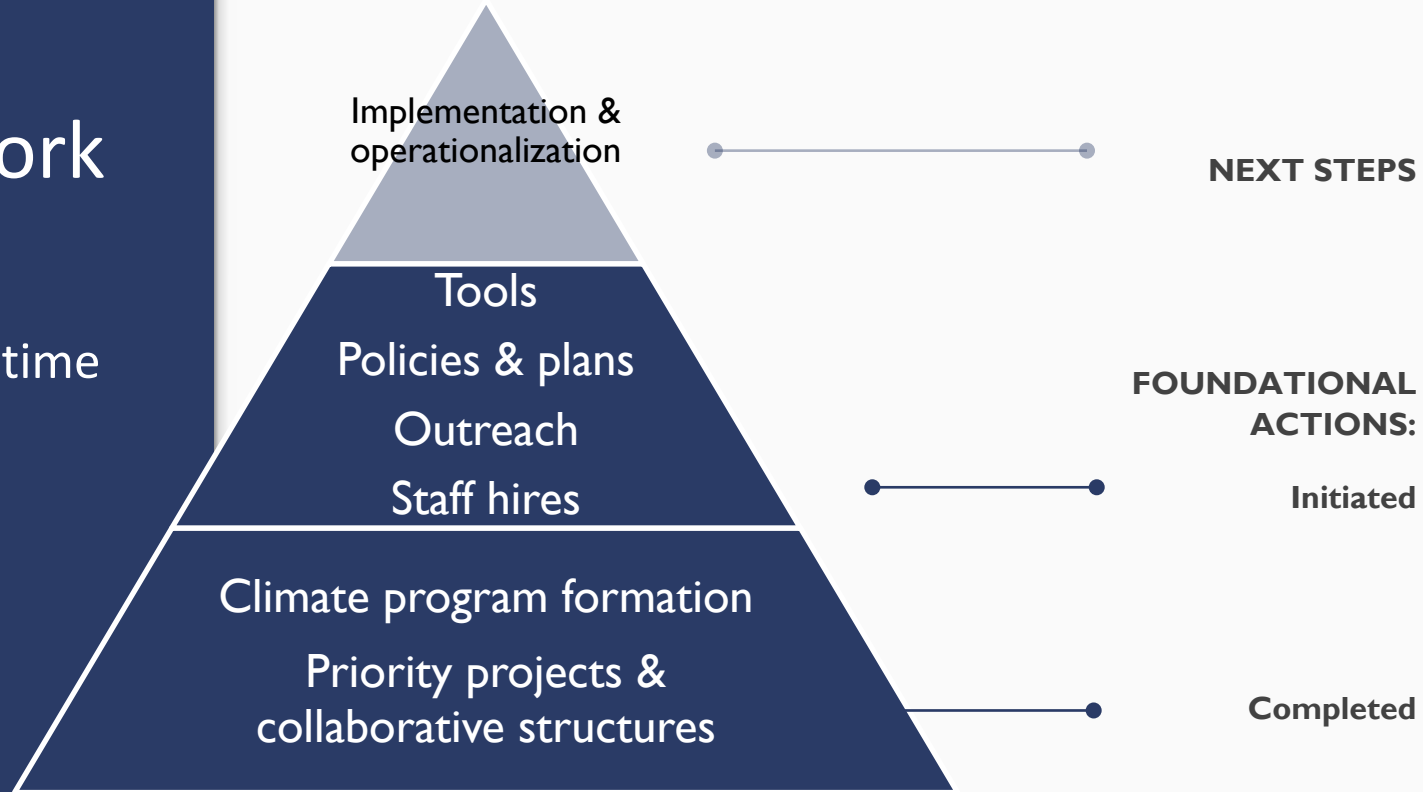 ork
time
Implementation &
operationalization
NEXT STEPS
Tools
Policies & plans
Outreach
Staff hires
FOUNDATIONAL
ACTIONS:
Initiated
Climate program formation
Priority projects &
collaborative structures
Completed